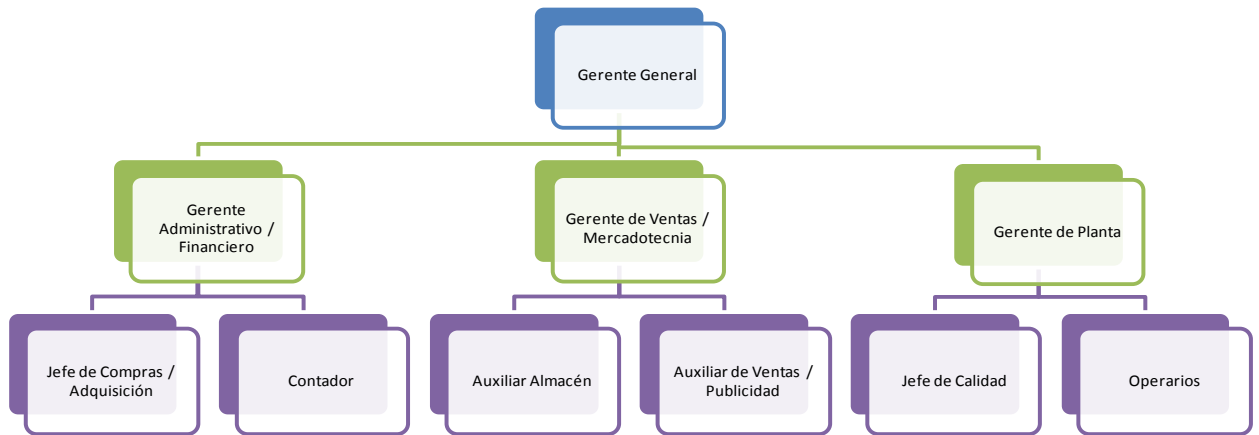 Gerente General
Gerente
Administrativo /
Financiero
Gerente de Ventas /
Mercadotecnia
Gerente de Planta
Jefe de Compras /
Adquisición
Contador
Auxiliar Almacén
Auxiliar de Ventas /
Publicidad
Jefe de Calidad
Operarios